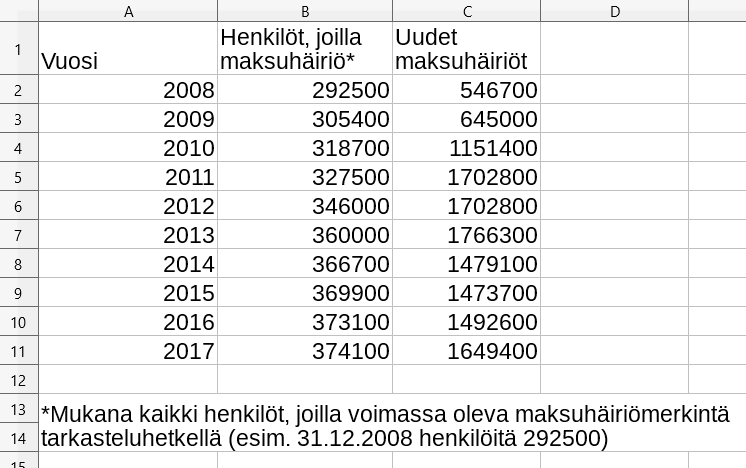 A B C D
1 Vuosi Henkilöt, joilla maksuhäiriö* Uudet maksuhäiriöt
2 2008 292500 546700
3 2009 305400 645000
4 2010 318700 1151400
5 2011 327500 1702800
6 2012 346000 1702800
7 2013 360000 1766300
8 2014 366700 1479100
9 2015 369900 1473700
10 2016 373100 1492600
11 2017 374100 1649400
12
13 *Mukana kaikki henkilöt, joilla voimassa oleva maksuhäiriömerkintä
14 tarkasteluhetkellä (esim. 31.12.2008 henkilöitä 292500)
15